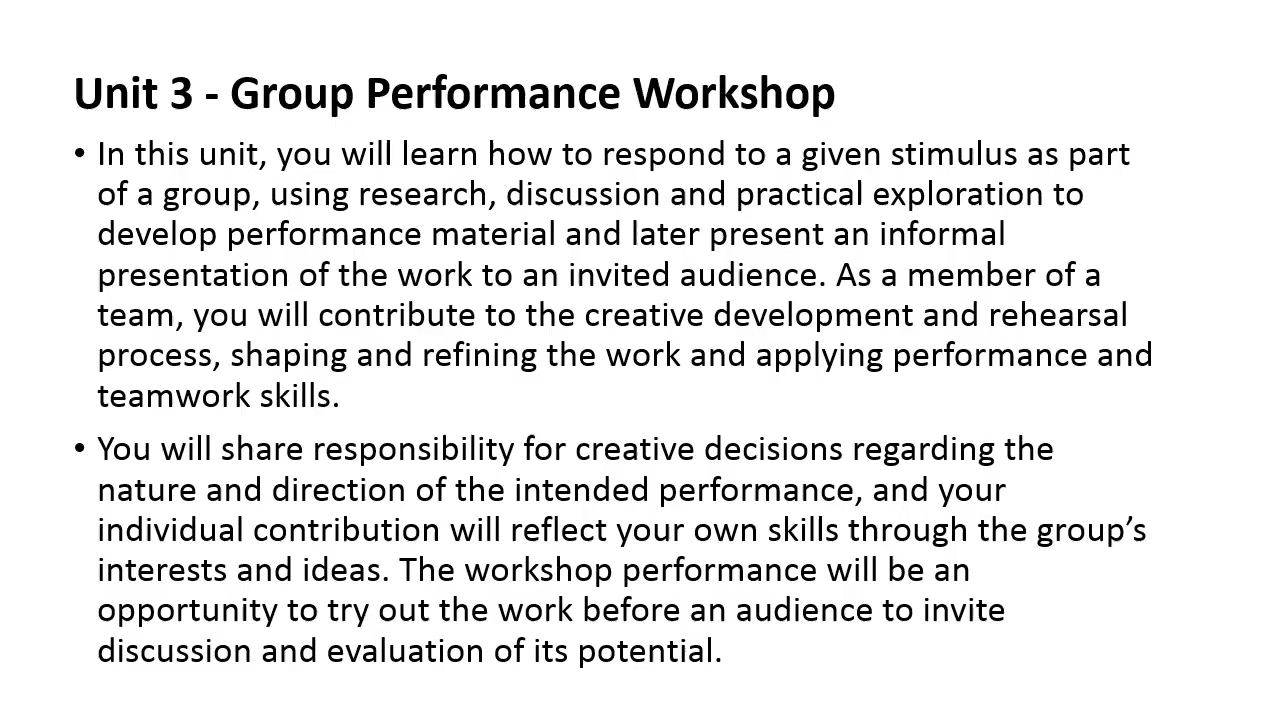 Unit 3 - Group Performance Workshop
• In this unit, you will learn how to respond to a given stimulus as part
of a group, using research, discussion and practical exploration to
develop performance material and later present an informal
presentation of the work to an invited audience. As a member of a
team, you will contribute to the creative development and rehearsal
process, shaping and refining the work and applying performance and
teamwork skills.
• You will share responsibility for creative decisions regarding the
nature and direction of the intended performance, and your
individual contribution will reflect your own skills through the group’s
interests and ideas. The workshop performance will be an
opportunity to try out the work before an audience to invite
discussion and evaluation of its potential.